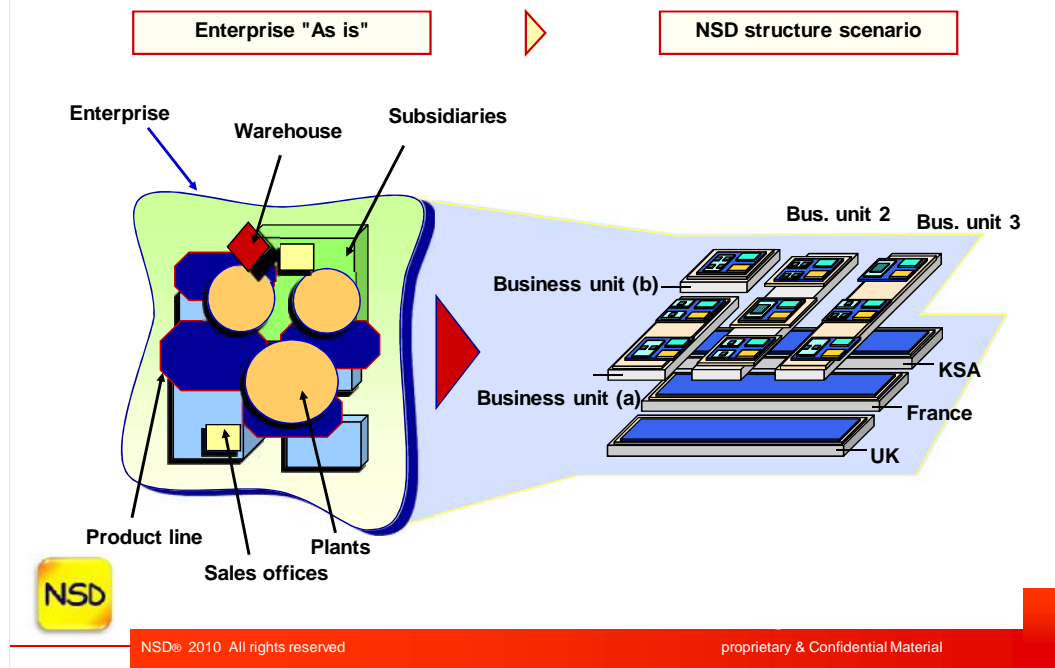 Enterprise "As is"
NSD structure scenario
Enterprise
Warehouse
Subsidiaries
Bus. unit 2
Bus. unit 3
Business unit (b)
Business unit (a)
KSA
France
UK
Product line
Plants
Sales offices
NSD
NSD® 2010 All rights reserved
proprietary & Confidential Material